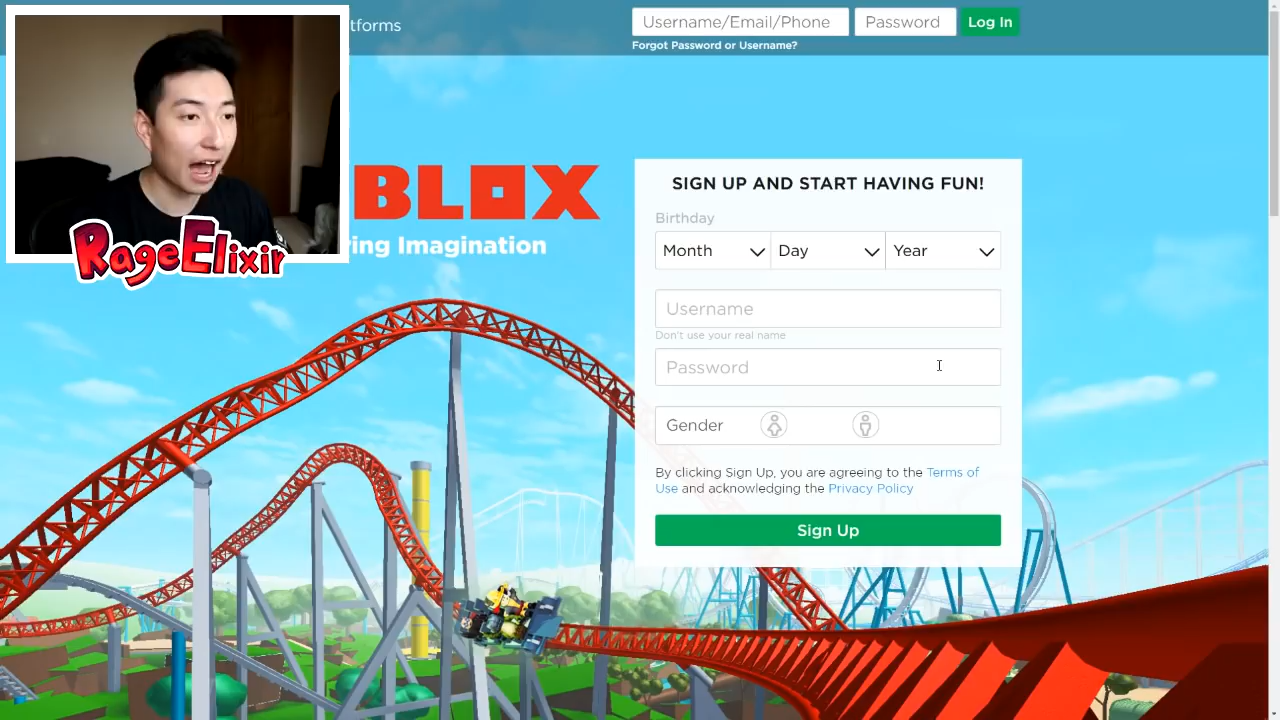 tforms
Username/Email/Phone
Password
Log In
Forgot Password or Username?
RageElixir
BLOX
ing Imagination
SIGN UP AND START HAVING FUN!
Birthday
Month
Day
Year
Username
Don't use your real name
Password
Gender
By clicking Sign Up, you are agreeing to the Terms of
Use and acknowledging the Privacy Policy
Sign Up